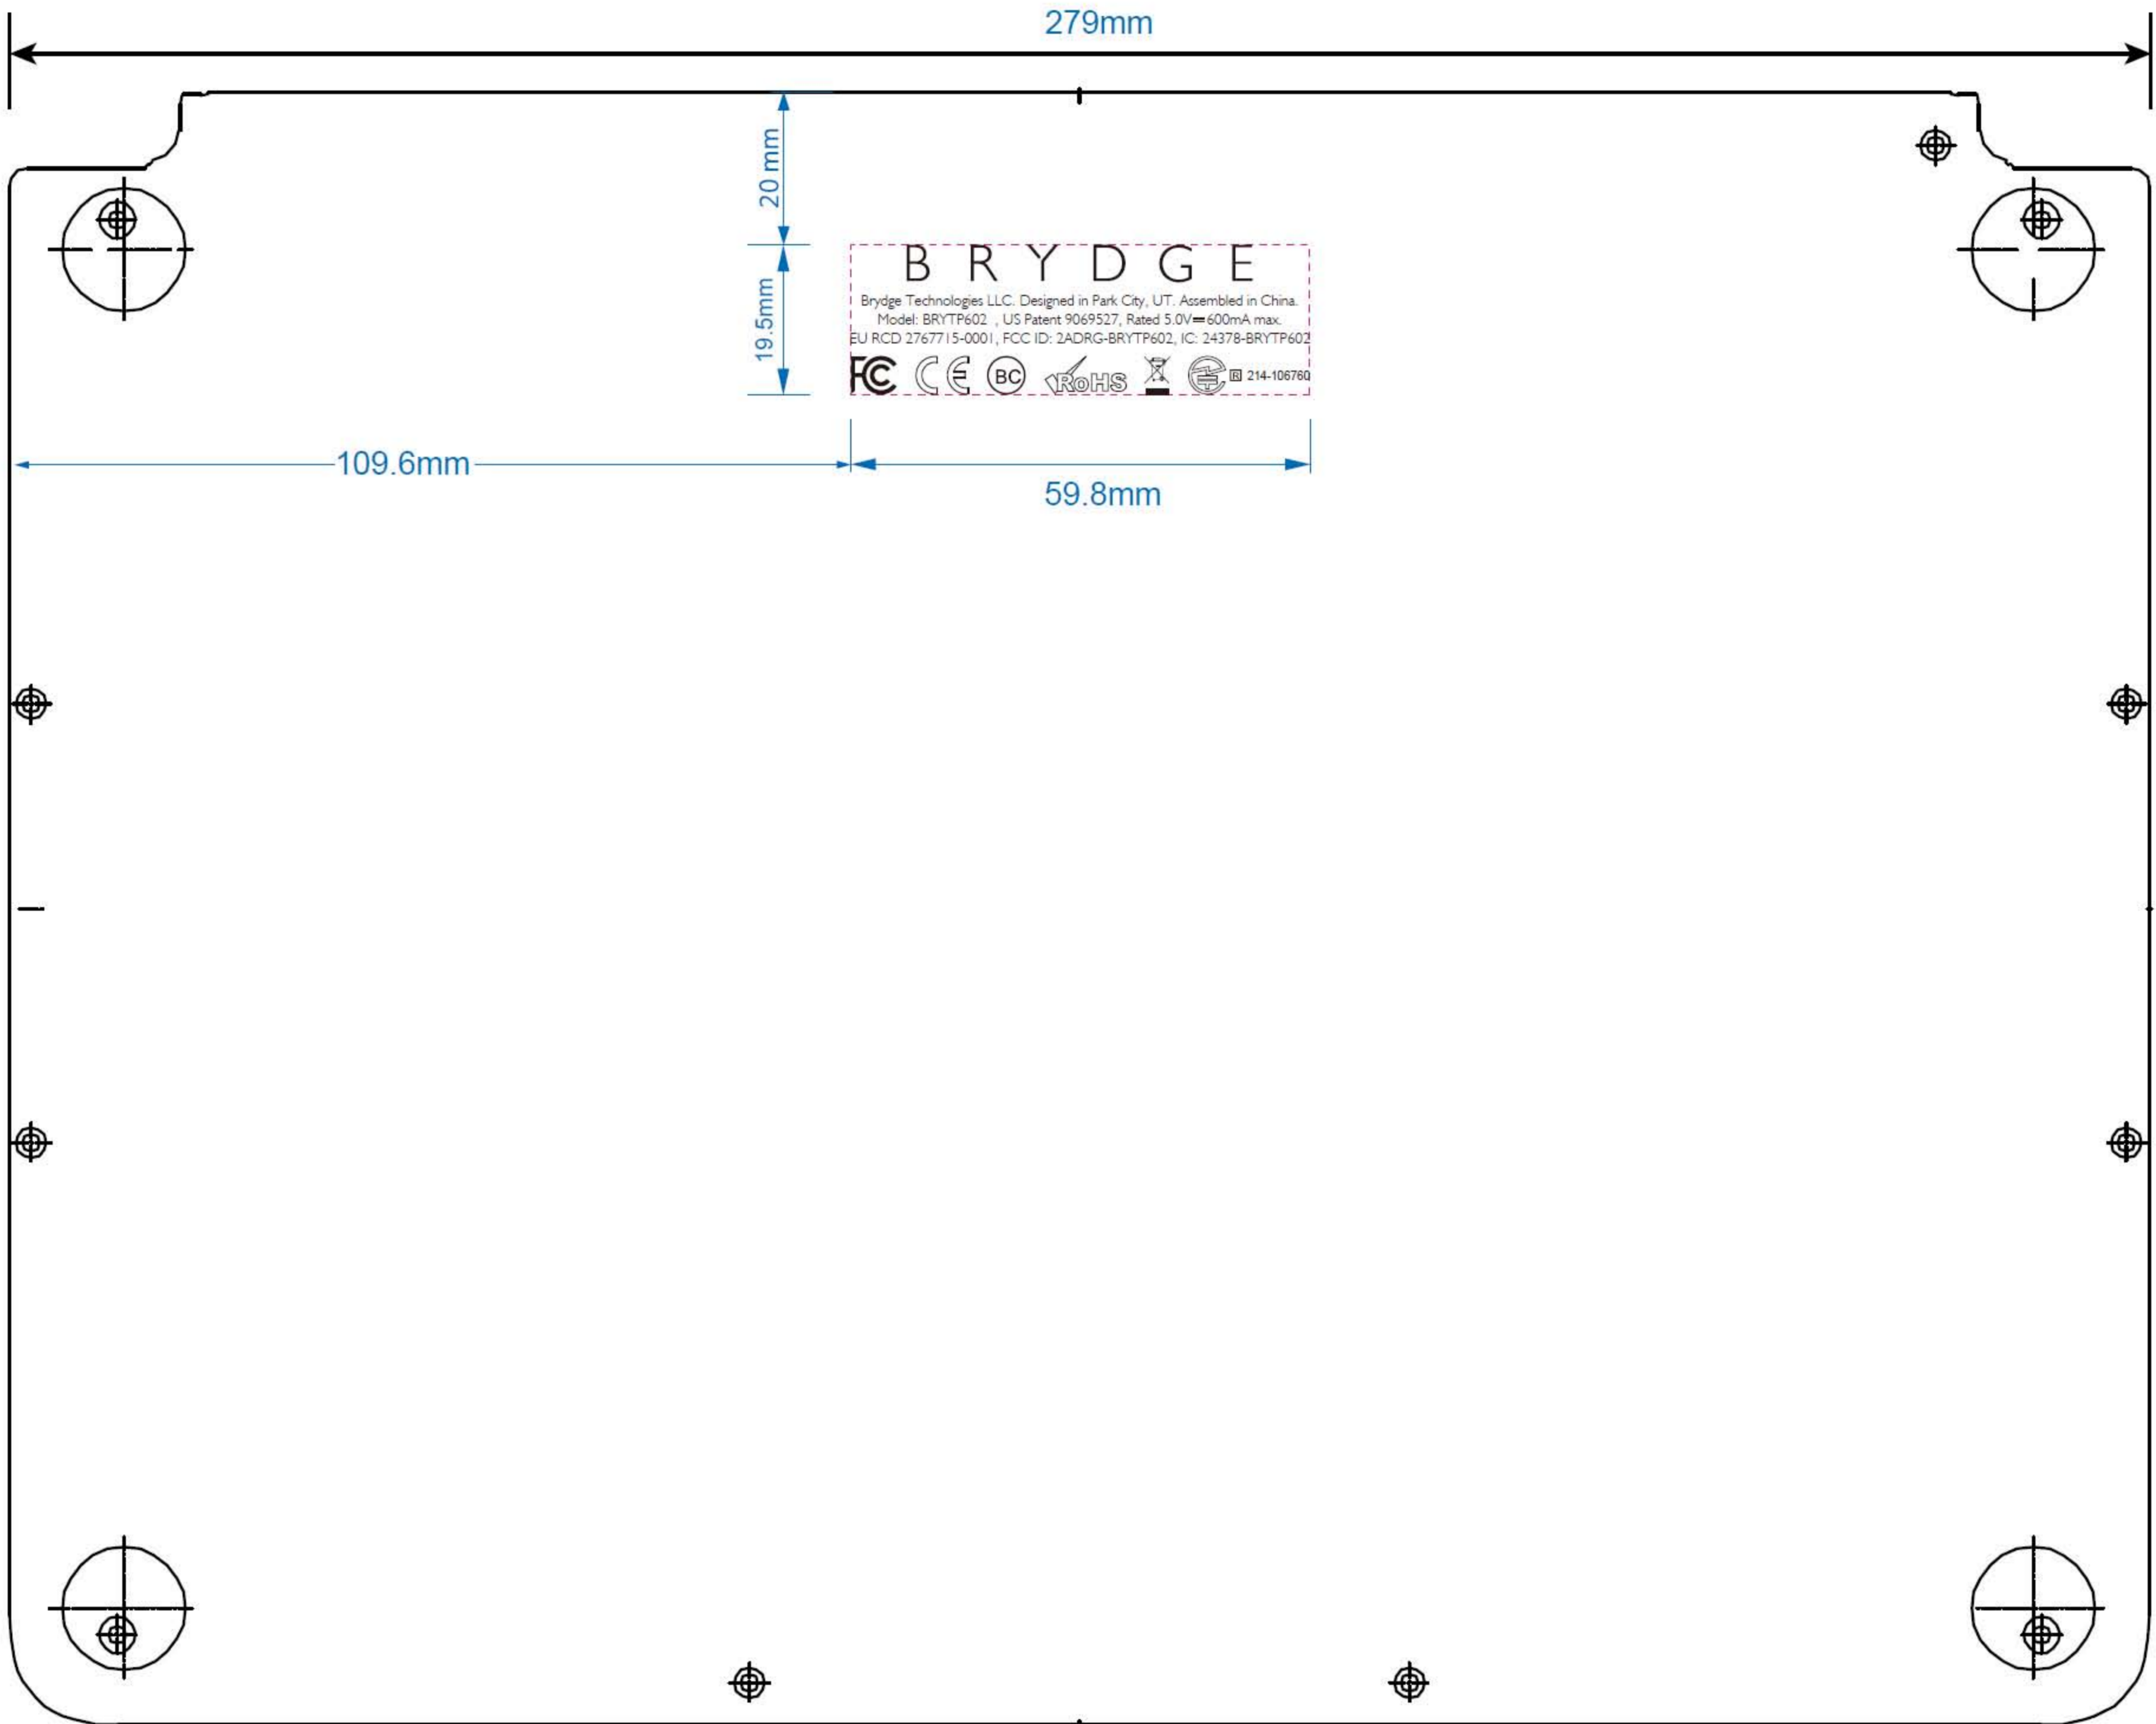 279mm
20 mm
19.5mm
B R Y D G E
Brydge Technologies LLC. Designed in Park City, UT. Assembled in China.
Model: BRYTP602 , US Patent 9069527, Rated 5.0V⎓600mA max.
EU RCD 2767715-0001, FCC ID: 2ADRG-BRYTP602, IC: 24378-BRYTP602
FC CE BC RoHS R 214-106760
109.6mm
59.8mm